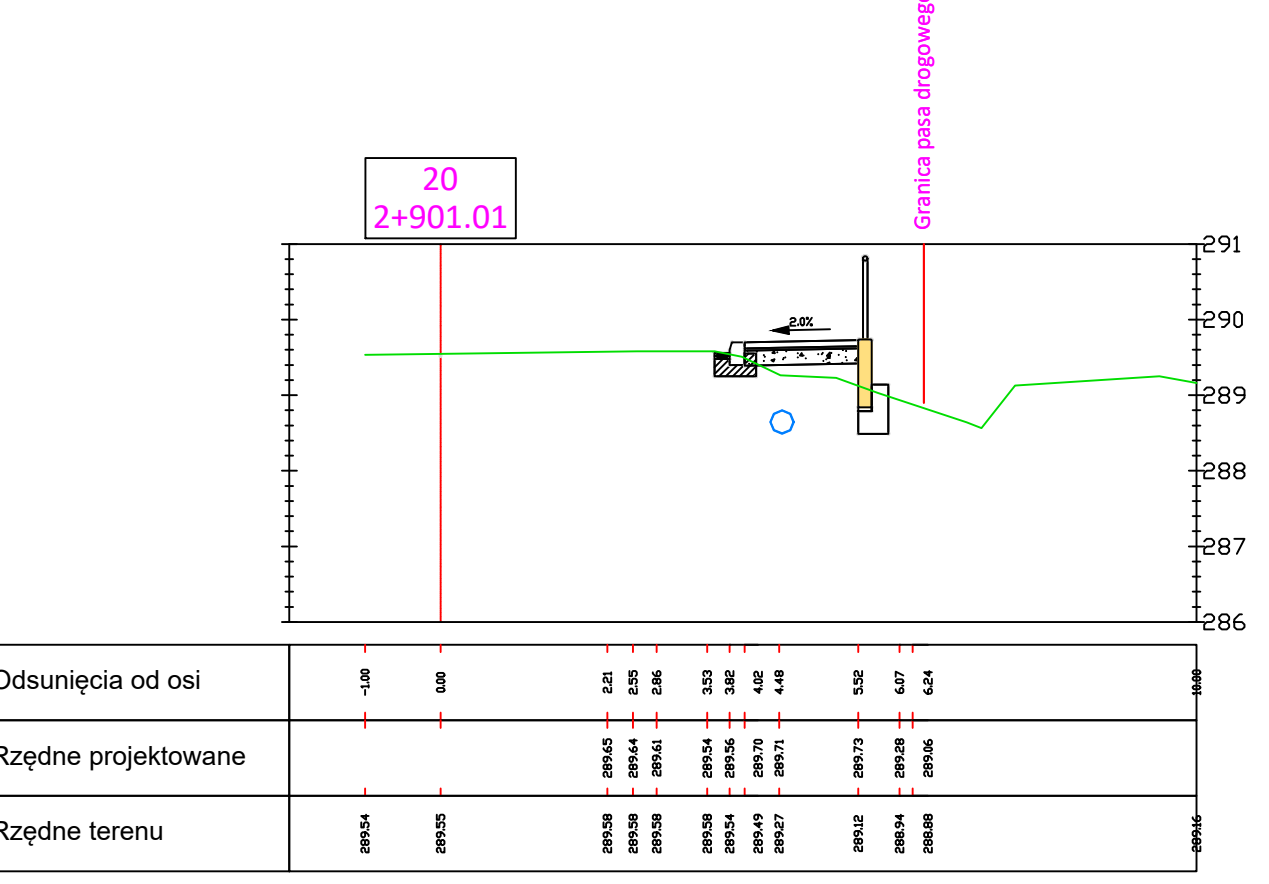 Granica pasa drogowego
20
2+901.01
2.0%
291
290
289
288
287
286
Odsunięcia od osi
-1.00 0.00 2.21 2.55 2.86 3.53 3.82 4.02 4.48 5.52 6.07 6.24 10.00
Rzędne projektowane
289.65 289.64 289.61 289.54 289.56 289.70 289.71 289.73 289.28 289.06
Rzędne terenu
289.54 289.55 289.58 289.58 289.58 289.58 289.54 289.49 289.27 289.12 288.94 288.88 289.16